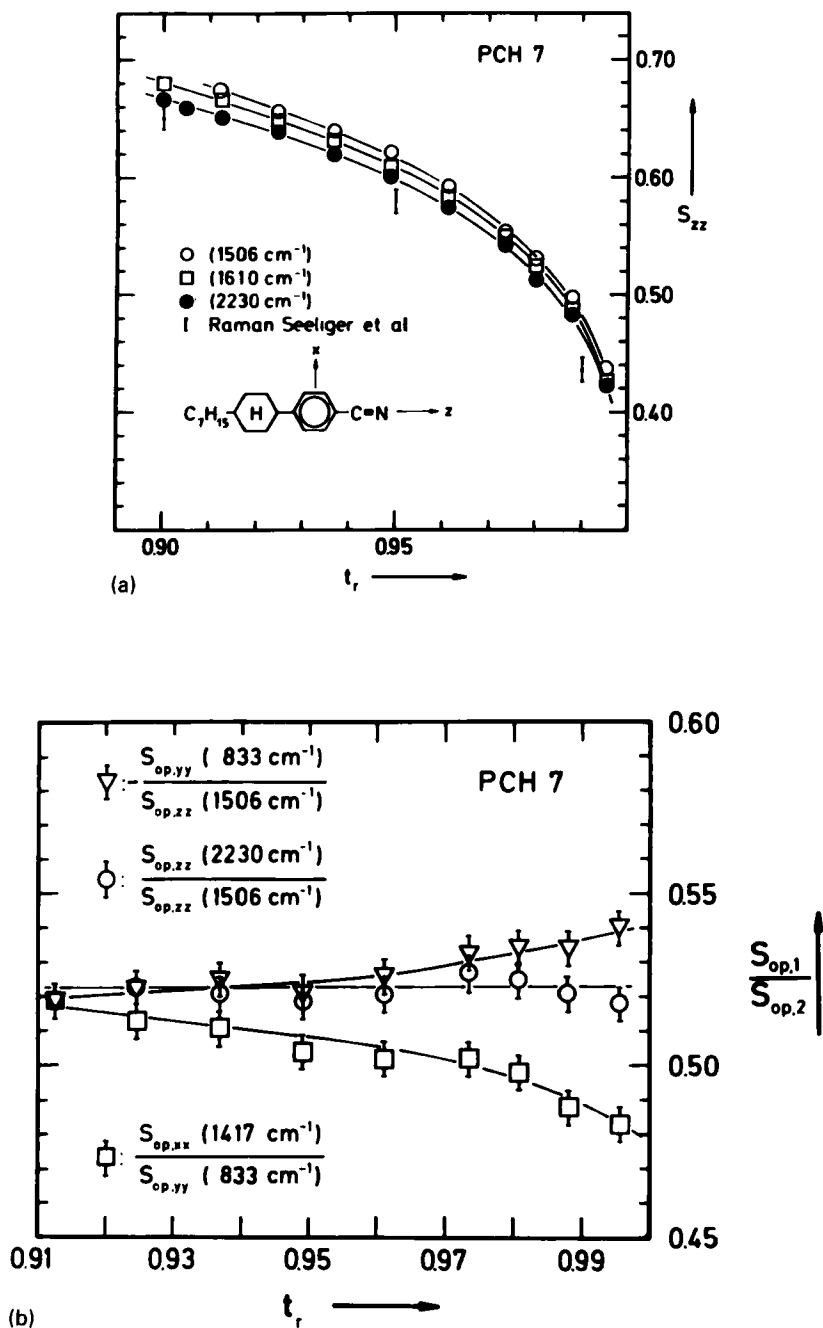 PCH 7
0.70
0.60
0.50
0.40
S_zz
○ (1506 cm⁻¹)
□ (1610 cm⁻¹)
● (2230 cm⁻¹)
I Raman Seeliger et al
x
C₇H₁₅ H C≡N z
0.90 0.95
t_r
(a)
0.60
0.55
0.50
0.45
PCH 7
S_op,yy ( 833 cm⁻¹)
S_op,zz (1506 cm⁻¹)
S_op,zz (2230 cm⁻¹)
S_op,zz (1506 cm⁻¹)
S_op,1
S_op,2
S_op,xx (1417 cm⁻¹)
S_op,yy ( 833 cm⁻¹)
0.91 0.93 0.95 0.97 0.99
t_r
(b)